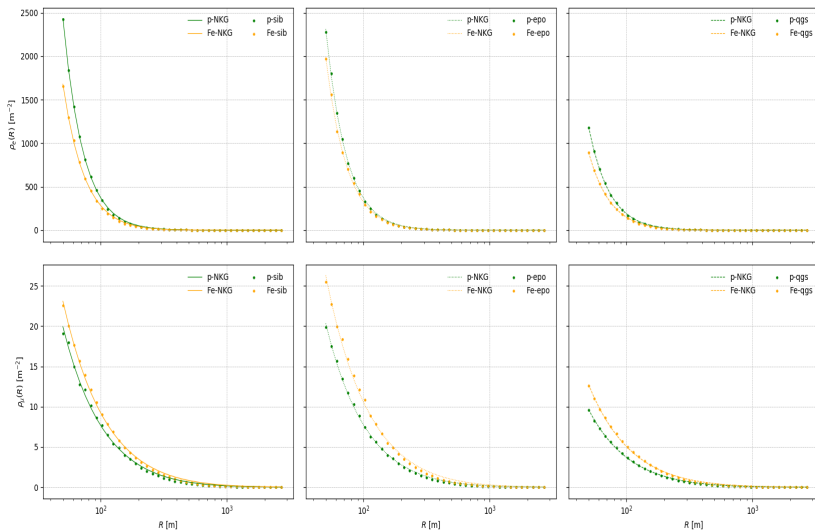 2500
2000
1500
1000
500
0
ρₑ(R) [m⁻²]
p-NKG p-sib
Fe-NKG Fe-sib
p-NKG p-epo
Fe-NKG Fe-epo
p-NKG p-qgs
Fe-NKG Fe-qgs
25
20
15
10
5
0
(R) [m⁻²]
p-NKG p-sib
Fe-NKG Fe-sib
p-NKG p-epo
Fe-NKG Fe-epo
p-NKG p-qgs
Fe-NKG Fe-qgs
10² 10³ 10² 10³ 10² 10³
R [m] R [m] R [m]